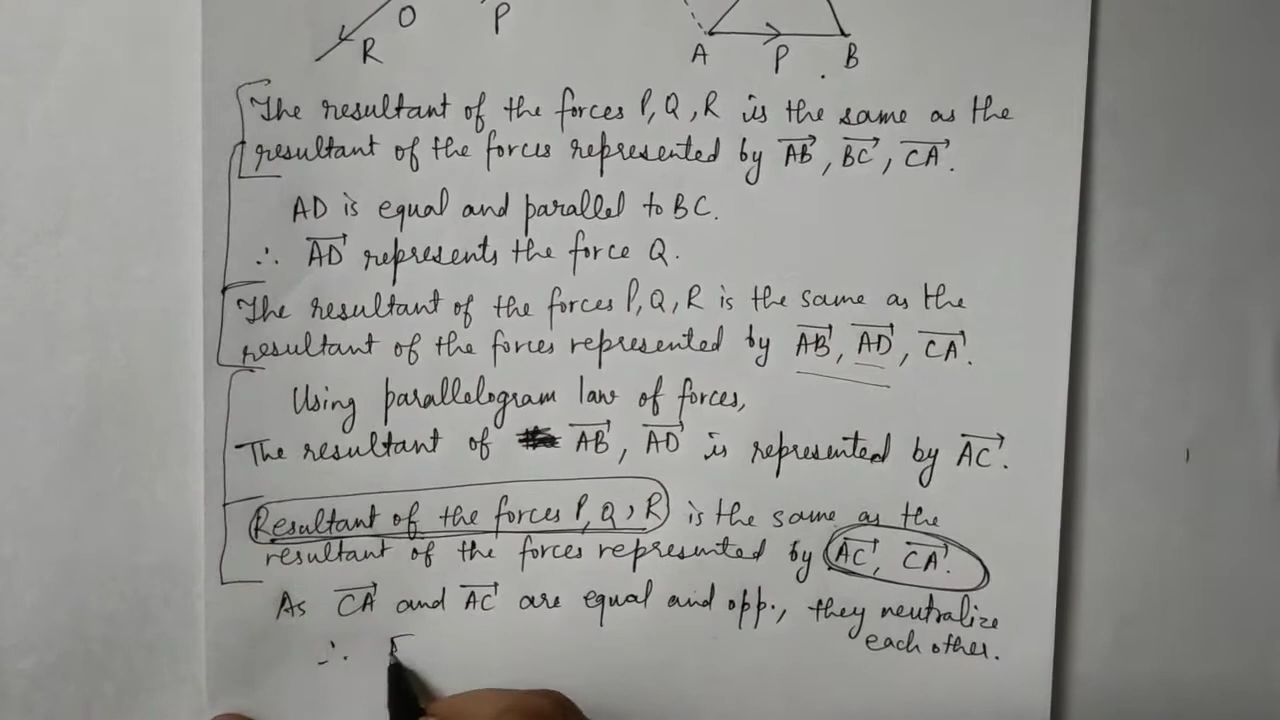 O P
R
A P B
The resultant of the forces P, Q, R is the same as the
resultant of the forces represented by AB, BC, CA.
AD is equal and parallel to BC.
∴ AD represents the force Q.
The resultant of the forces P, Q, R is the same as the
resultant of the forces represented by AB, AD, CA.
Using parallelogram law of forces,
The resultant of AB, AD is represented by AC.
Resultant of the forces P, Q, R is the same as the
resultant of the forces represented by AC, CA.
As CA and AC are equal and opp., they neutralize
each other.
∴